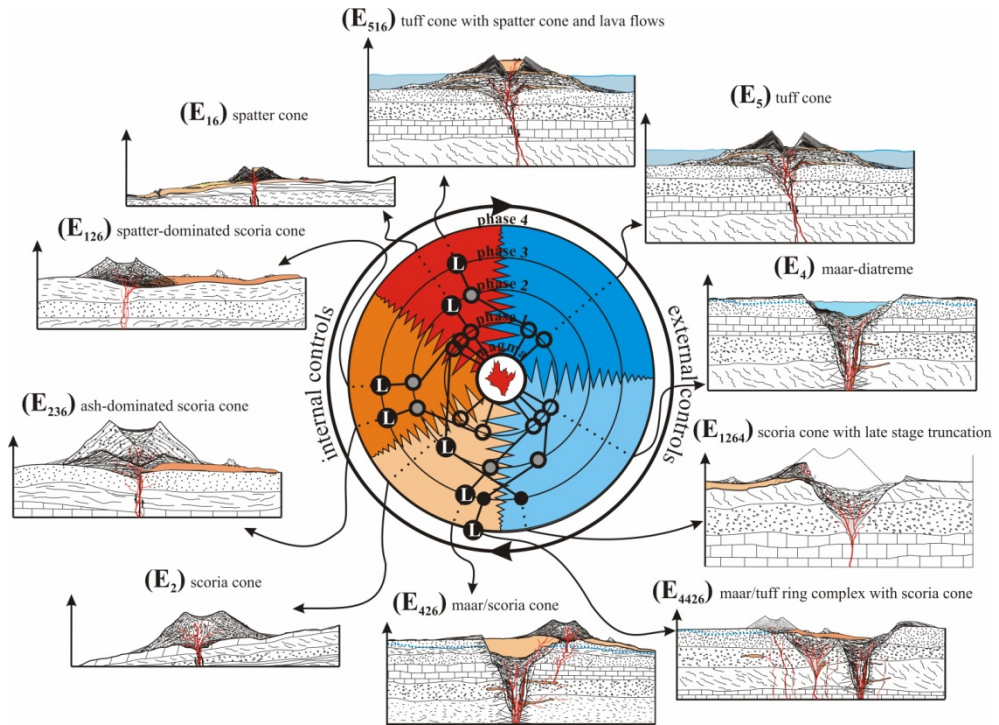 (E516) tuff cone with spatter cone and lava flows
(E5) tuff cone
(E16) spatter cone
(E126) spatter-dominated scoria cone
(E4) maar-diatreme
(E236) ash-dominated scoria cone
(E1264) scoria cone with late stage truncation
(E2) scoria cone
(E426) maar/scoria cone
(E4426) maar/tuff ring complex with scoria cone
internal controls
external controls
phase 4
phase 3
phase 2
phase 1
magma
L
L
L
L
L
L
L